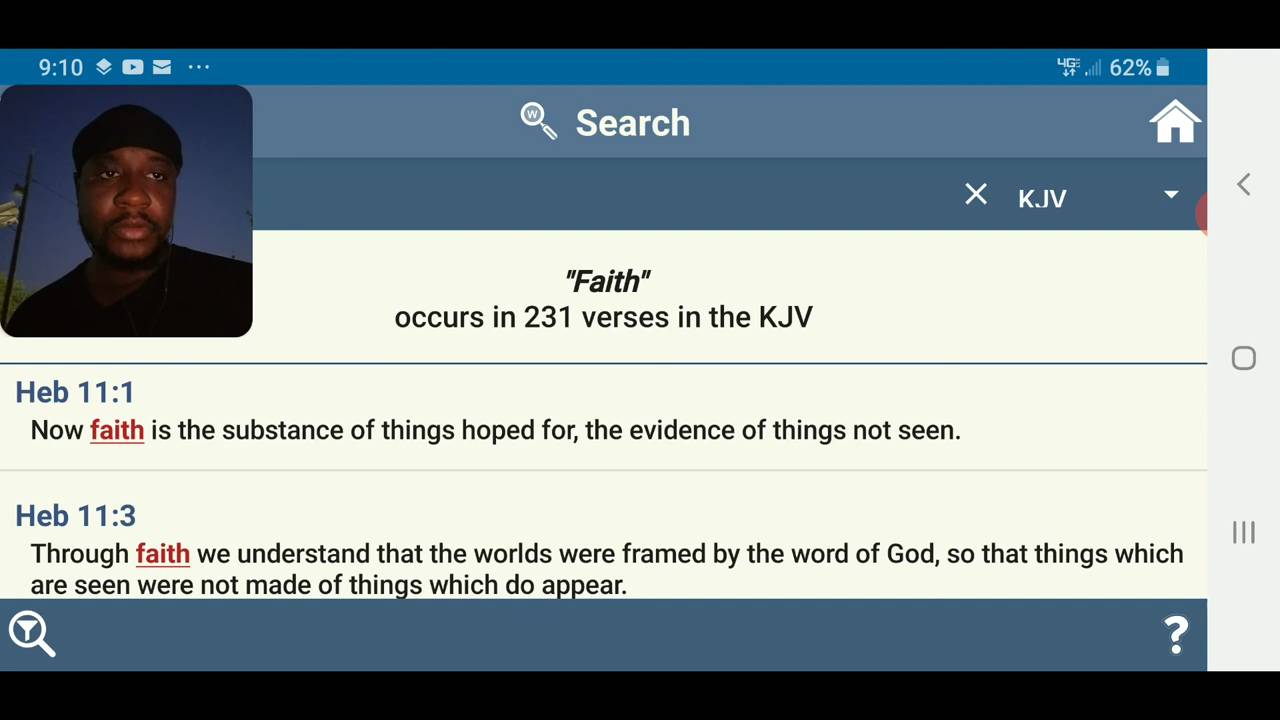 9:10 ... 4GE 62%
W Search
KJV
"Faith"
occurs in 231 verses in the KJV
Heb 11:1
Now faith is the substance of things hoped for, the evidence of things not seen.
Heb 11:3
Through faith we understand that the worlds were framed by the word of God, so that things which
are seen were not made of things which do appear.
?